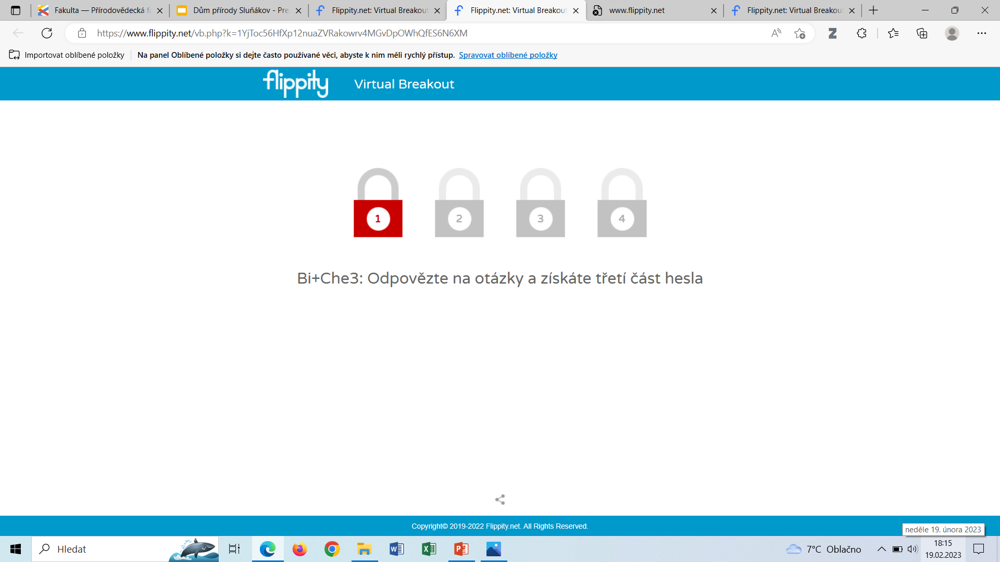 Fakulta — Přírodovědecká fa
Dům přírody Sluňákov - Pre
Flippity.net: Virtual Breakout
Flippity.net: Virtual Breakout
www.flippity.net
Flippity.net: Virtual Breakout
https://www.flippity.net/vb.php?k=1YjToc56HfXp12nuaZVRakowrv4MGvDpOWhQfES6N6XM
Importovat oblíbené položky
Na panel Oblíbené položky si dejte často používané věci, abyste k nim měli rychlý přístup. Spravovat oblíbené položky
flippity
Virtual Breakout
1
2
3
4
Bi+Che3: Odpovězte na otázky a získáte třetí část hesla
Copyright© 2019-2022 Flippity.net. All Rights Reserved.
neděle 19. února 2023
Hledat
7°C Oblačno
18:15
19.02.2023